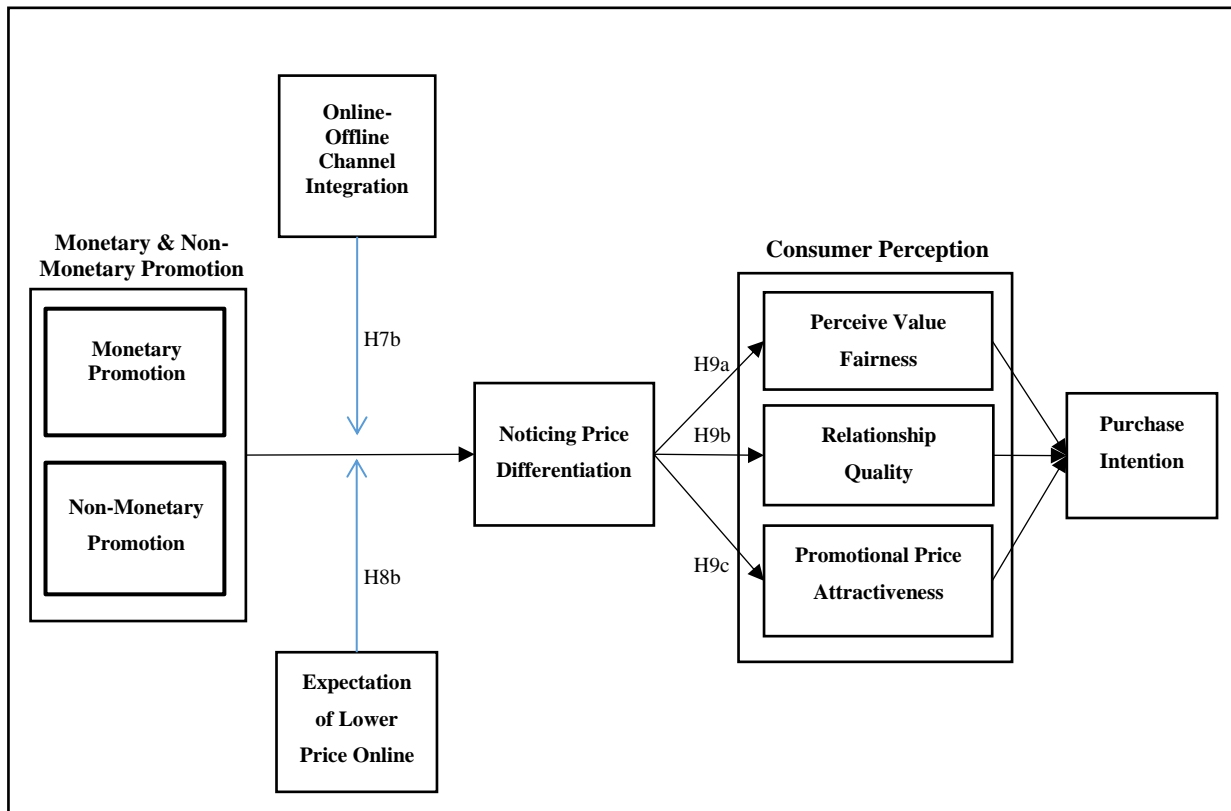 Online-
Offline
Channel
Integration
Monetary & Non-
Monetary Promotion
Monetary
Promotion
Non-Monetary
Promotion
H7b
H8b
Expectation
of Lower
Price Online
Noticing Price
Differentiation
H9a
H9b
H9c
Consumer Perception
Perceive Value
Fairness
Relationship
Quality
Promotional Price
Attractiveness
Purchase
Intention